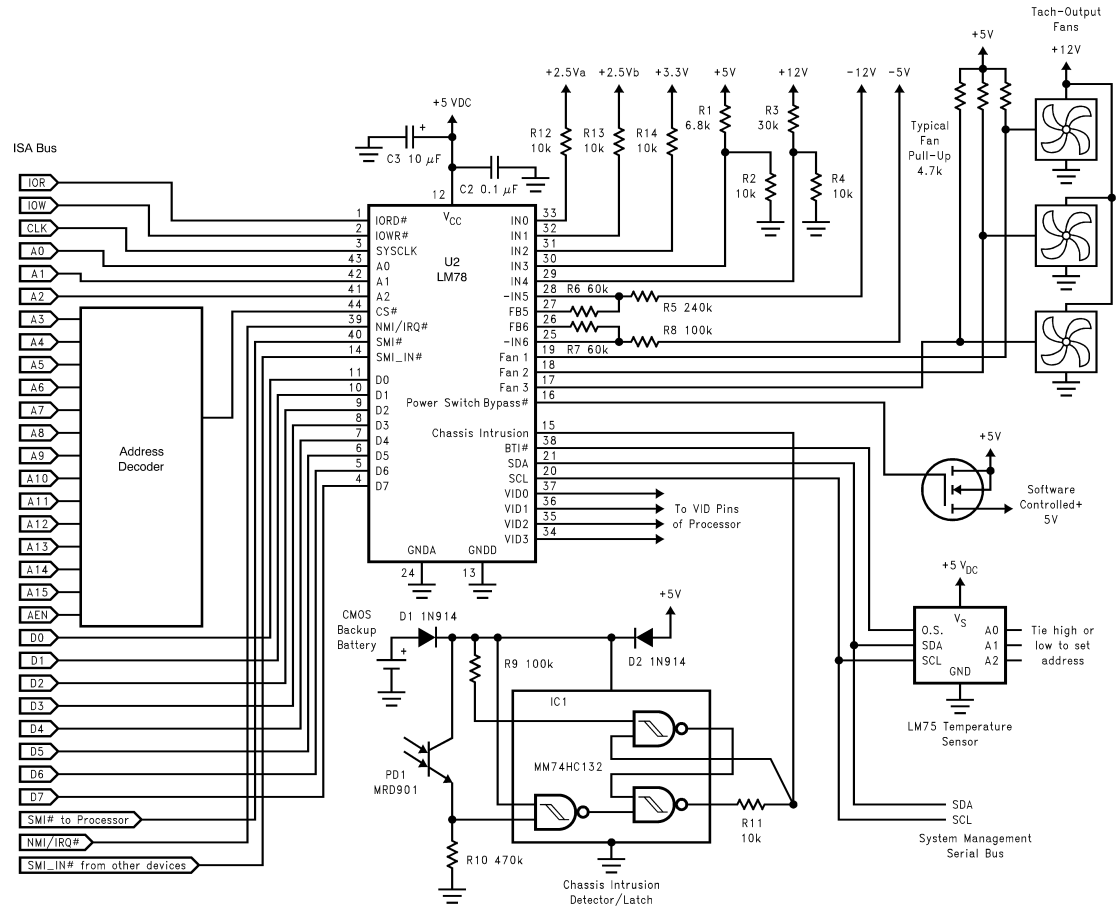 Tach-Output
Fans
+5V
+12V
+2.5Va
+2.5Vb
+3.3V
+5V
+12V
-12V
-5V
+5 VDC
R12
10k
R13
10k
R14
10k
R1
6.8k
R3
30k
Typical
Fan
Pull-Up
4.7k
C3 10 μF
+
C2 0.1 μF
R2
10k
R4
10k
ISA Bus
IOR
IOW
CLK
A0
A1
A2
A3
A4
A5
A6
A7
A8
A9
A10
A11
A12
A13
A14
A15
AEN
D0
D1
D2
D3
D4
D5
D6
D7
SMI# to Processor
NMI/IRQ#
SMI_IN# from other devices
Address
Decoder
12
VCC
U2
LM78
1
IORD#
2
IOWR#
3
SYSCLK
43
A0
42
A1
41
A2
44
CS#
39
NMI/IRQ#
40
SMI#
14
SMI_IN#
11
D0
10
D1
9
D2
8
D3
7
D4
6
D5
5
D6
4
D7
IN0
33
IN1
32
IN2
31
IN3
30
IN4
29
-IN5
28
FB5
27
FB6
26
-IN6
25
Fan 1
19
Fan 2
18
Fan 3
17
Power Switch Bypass#
16
Chassis Intrusion
15
BTI#
38
SDA
21
SCL
20
VID0
37
VID1
36
VID2
35
VID3
34
GNDA
GNDD
24
13
R6 60k
R5 240k
R8 100k
R7 60k
To VID Pins
of Processor
+5V
Software
Controlled+
5V
+5 VDC
VS
O.S.
SDA
SCL
A0
A1
A2
GND
Tie high or
low to set
address
LM75 Temperature
Sensor
SDA
SCL
System Management
Serial Bus
CMOS
Backup
Battery
+
D1 1N914
+5V
D2 1N914
R9 100k
IC1
MM74HC132
PD1
MRD901
R10 470k
R11
10k
Chassis Intrusion
Detector/Latch